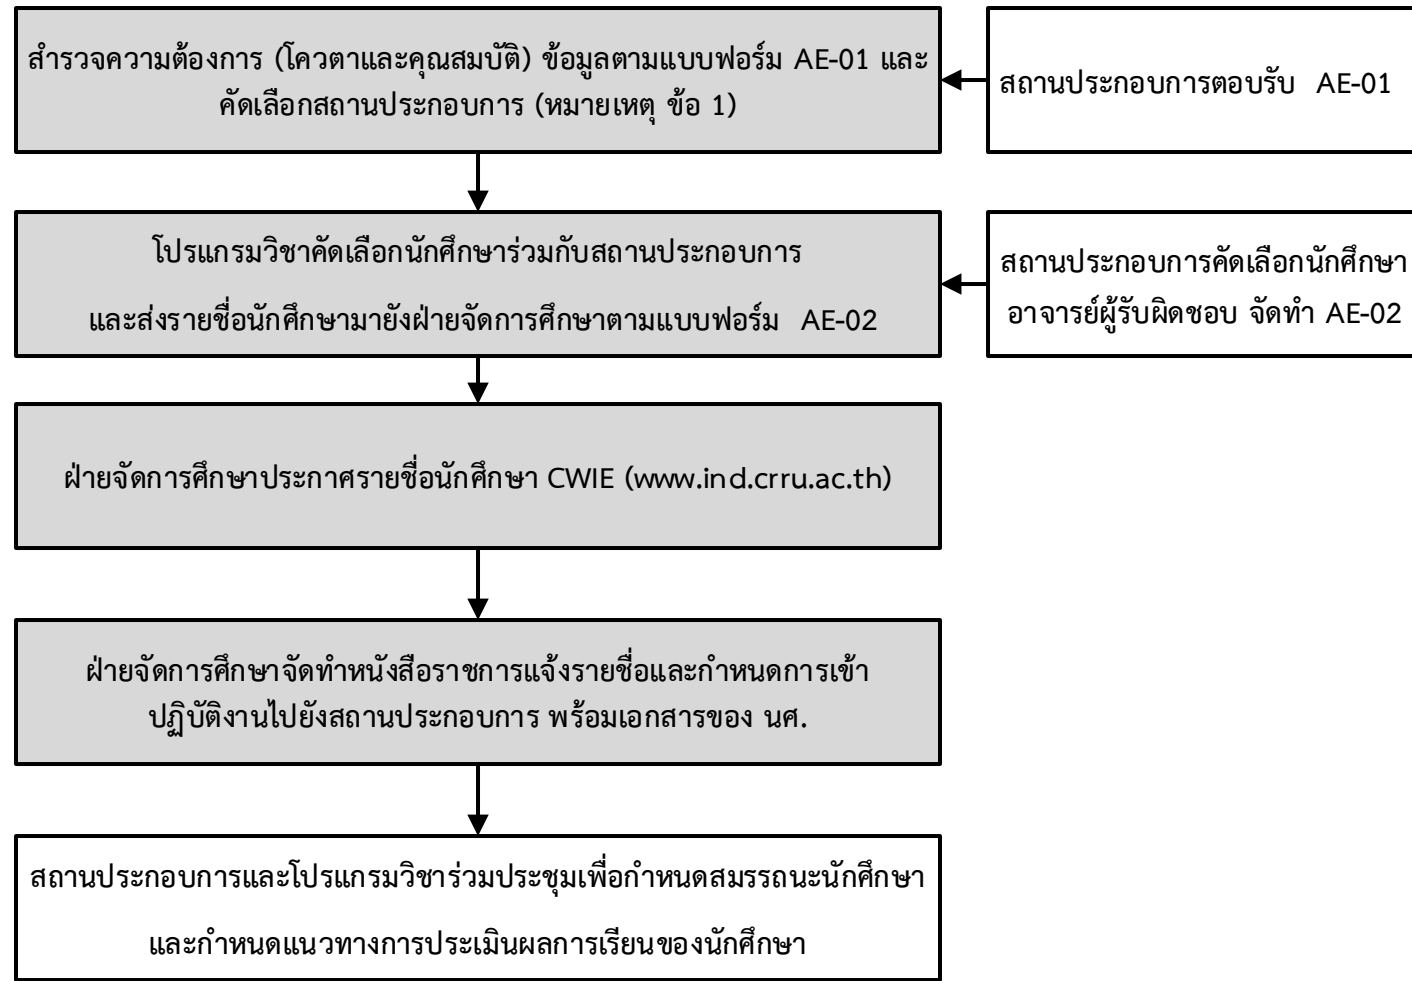 สำรวจความต้องการ (โควตาและคุณสมบัติ) ข้อมูลตามแบบฟอร์ม AE-01 และ
คัดเลือกสถานประกอบการ (หมายเหตุ ข้อ 1)
สถานประกอบการตอบรับ AE-01
โปรแกรมวิชาคัดเลือกนักศึกษาร่วมกับสถานประกอบการ
และส่งรายชื่อนักศึกษามายังฝ่ายจัดการศึกษาตามแบบฟอร์ม AE-02
สถานประกอบการคัดเลือกนักศึกษา
อาจารย์ผู้รับผิดชอบ จัดทำ AE-02
ฝ่ายจัดการศึกษาประกาศรายชื่อนักศึกษา CWIE (www.ind.crru.ac.th)
ฝ่ายจัดการศึกษาจัดทำหนังสือราชการแจ้งรายชื่อและกำหนดการเข้า
ปฏิบัติงานไปยังสถานประกอบการ พร้อมเอกสารของ นศ.
สถานประกอบการและโปรแกรมวิชาร่วมประชุมเพื่อกำหนดสมรรถนะนักศึกษา
และกำหนดแนวทางการประเมินผลการเรียนของนักศึกษา